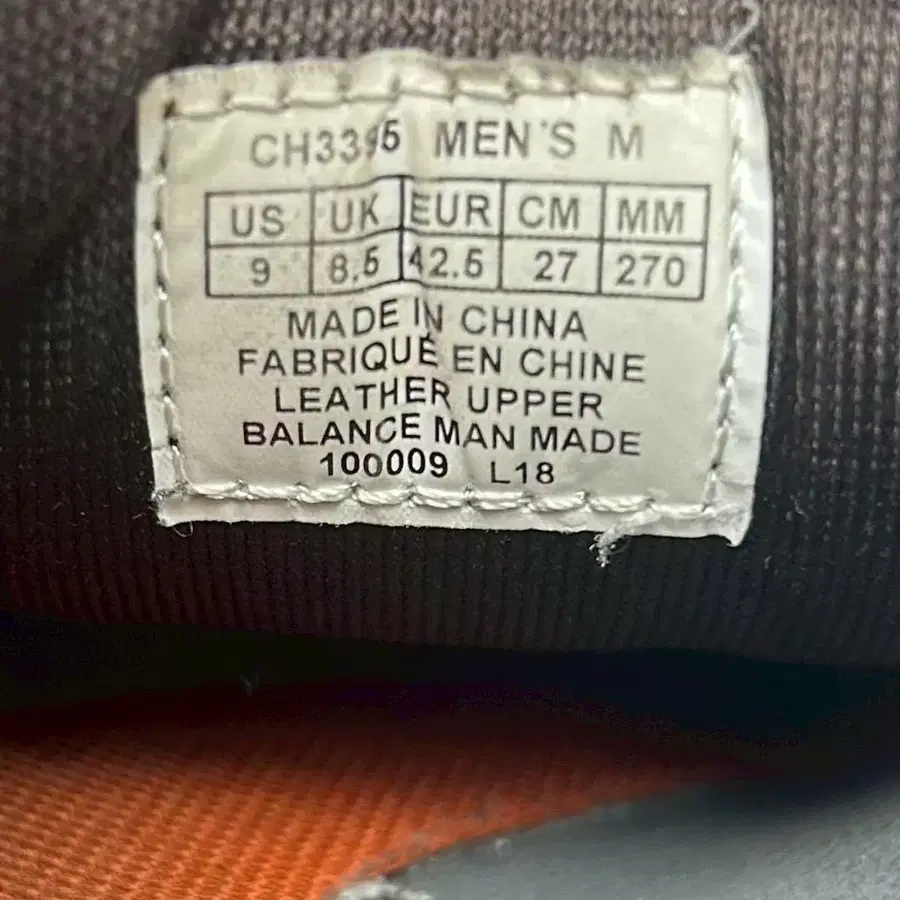 CH3395 MEN'S M
US UK EUR CM MM
9 8.5 42.5 27 270
MADE IN CHINA
FABRIQUÉ EN CHINE
LEATHER UPPER
BALANCE MAN MADE
100009 L18